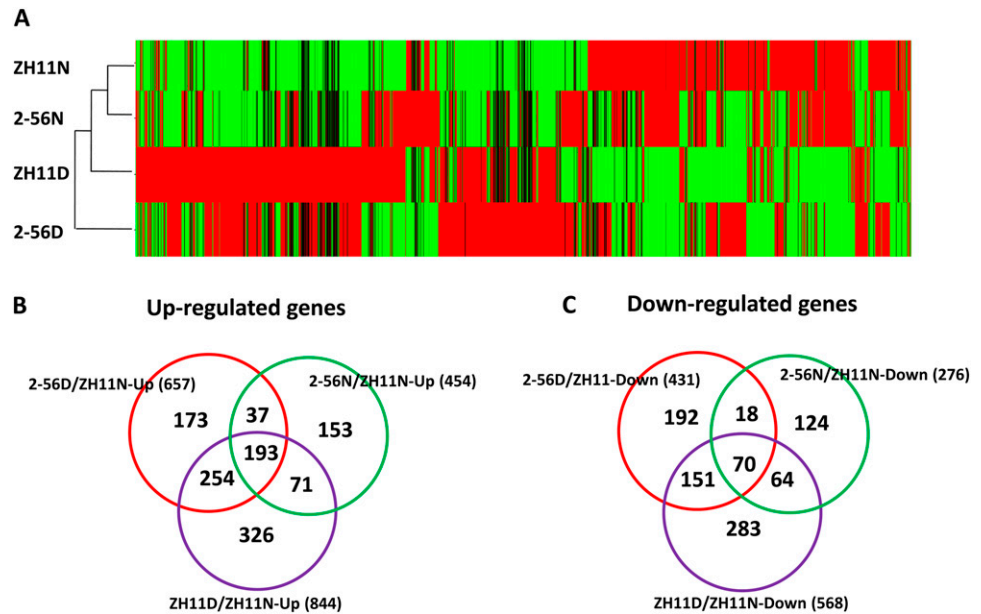 A
ZH11N
2-56N
ZH11D
2-56D
B
Up-regulated genes
2-56D/ZH11N-Up (657)
2-56N/ZH11N-Up (454)
173
37
153
193
254
71
326
ZH11D/ZH11N-Up (844)
C
Down-regulated genes
2-56D/ZH11-Down (431)
2-56N/ZH11N-Down (276)
192
18
124
70
151
64
283
ZH11D/ZH11N-Down (568)